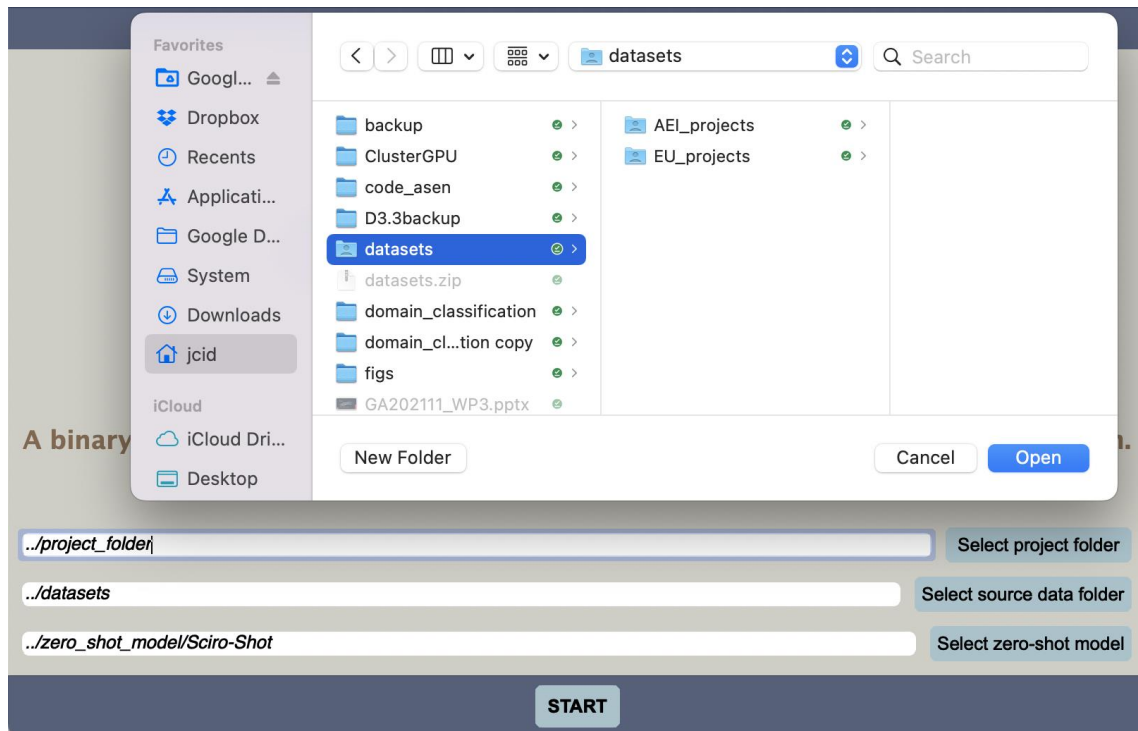 Favorites
Googl...
Dropbox
Recents
Applicati...
Google D...
System
Downloads
jcid
iCloud
iCloud Dri...
Desktop
datasets
Search
backup
ClusterGPU
code_asen
D3.3backup
datasets
datasets.zip
domain_classification
domain_cl...tion copy
figs
GA202111_WP3.pptx
AEI_projects
EU_projects
New Folder
Cancel
Open
A binary
../project_folder
Select project folder
../datasets
Select source data folder
../zero_shot_model/Sciro-Shot
Select zero-shot model
START